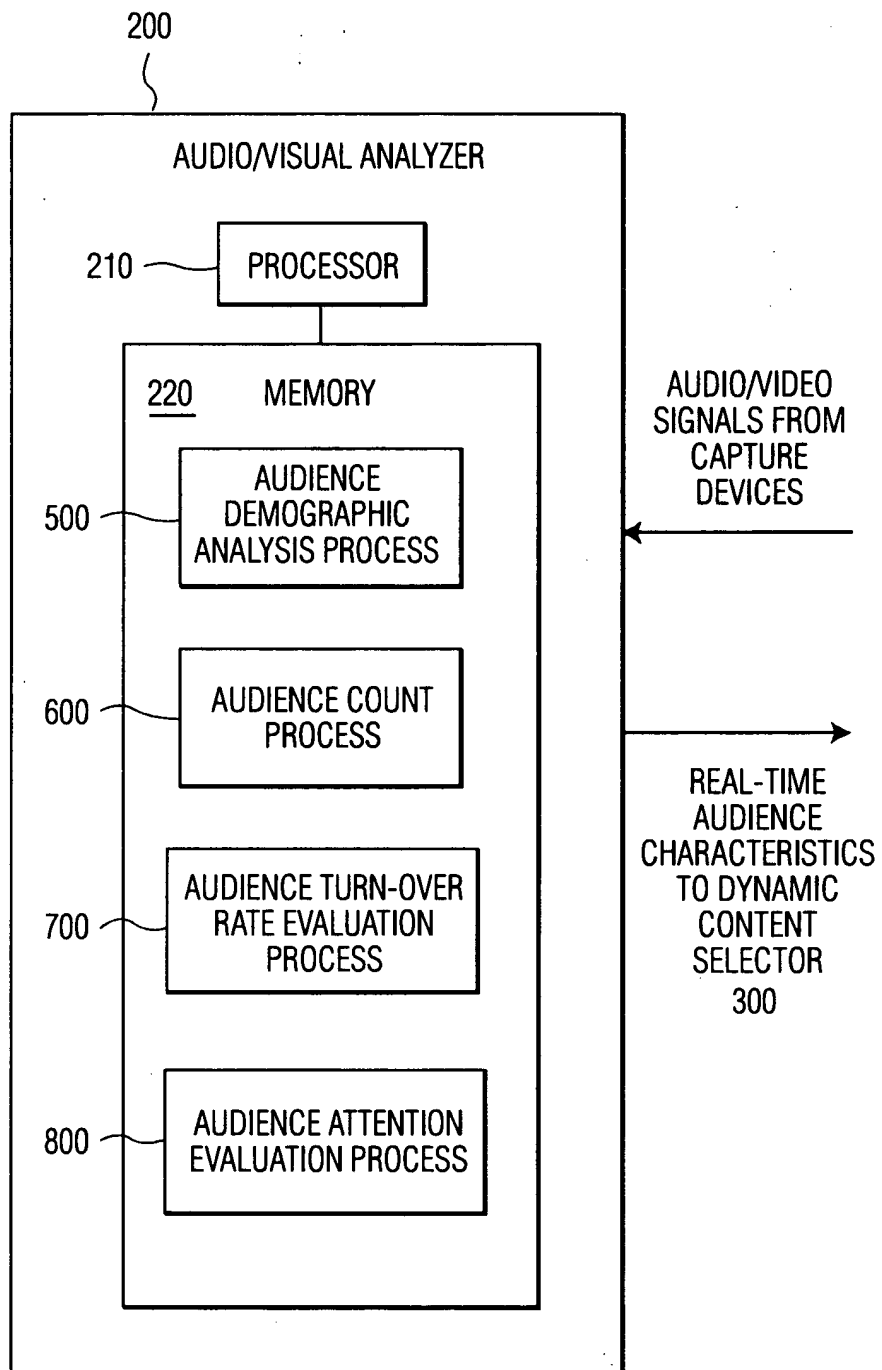 200
AUDIO/VISUAL ANALYZER
210
PROCESSOR
220 MEMORY
500
AUDIENCE
DEMOGRAPHIC
ANALYSIS PROCESS
600
AUDIENCE COUNT
PROCESS
700
AUDIENCE TURN-OVER
RATE EVALUATION
PROCESS
800
AUDIENCE ATTENTION
EVALUATION PROCESS
AUDIO/VIDEO
SIGNALS FROM
CAPTURE
DEVICES
REAL-TIME
AUDIENCE
CHARACTERISTICS
TO DYNAMIC
CONTENT
SELECTOR
300